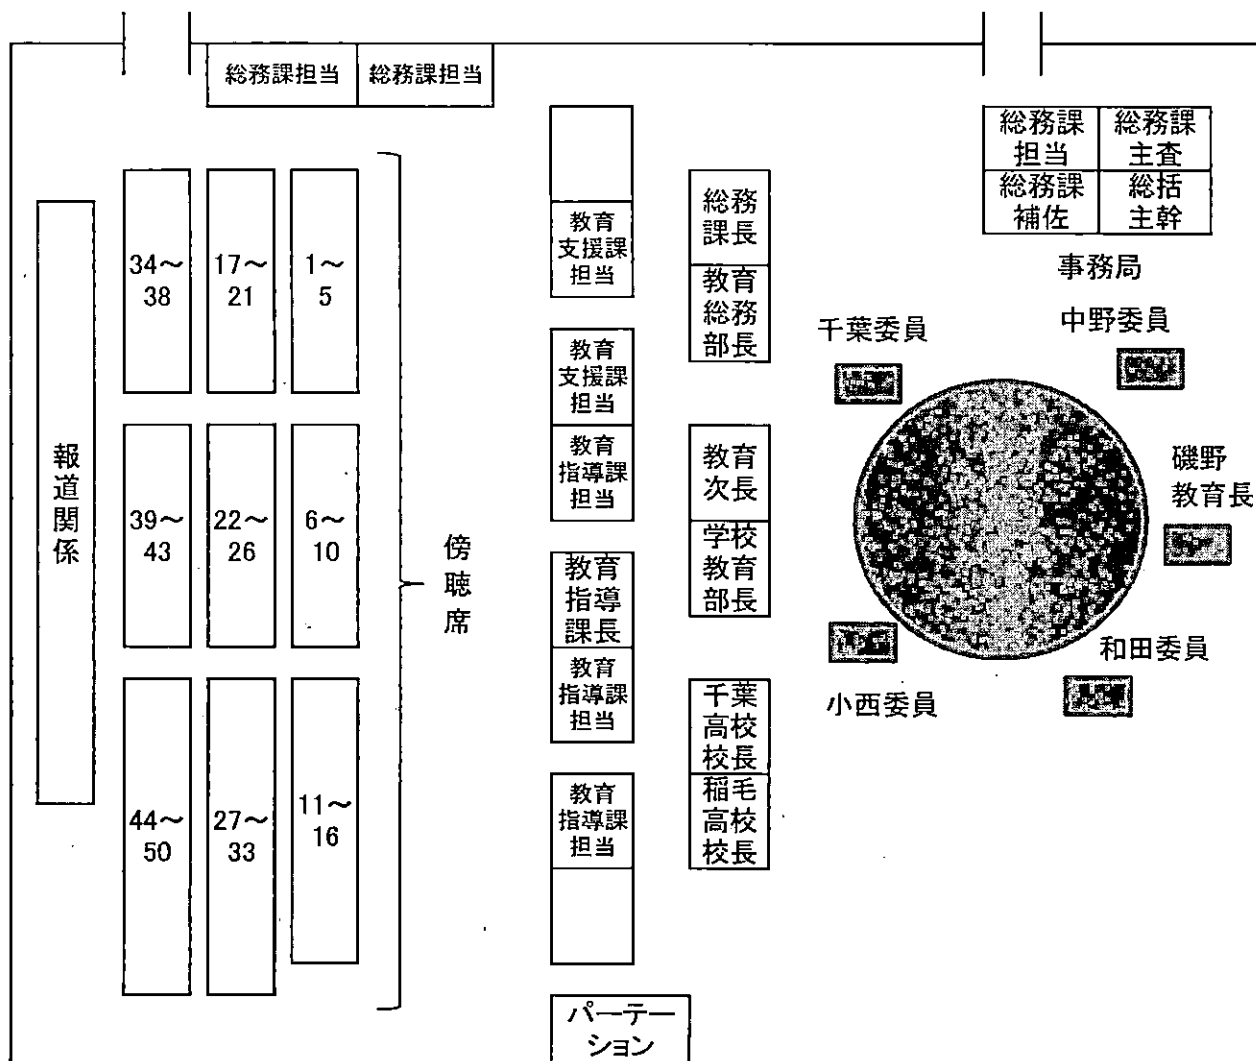 総務課担当
総務課担当
報道関係
34～
38
17～
21
1～
5
39～
43
22～
26
6～
10
44～
50
27～
33
11～
16
傍聴席
教育
支援課
担当
教育
支援課
担当
教育
指導課
担当
教育
指導
課長
教育
指導課
担当
教育
指導課
担当
パーテー
ション
総務
課長
教育
総務
部長
教育
次長
学校
教育
部長
千葉
高校
校長
稲毛
高校
校長
総務課
担当
総務課
主査
総務課
補佐
総括
主幹
事務局
千葉委員
中野委員
磯野
教育長
和田委員
小西委員